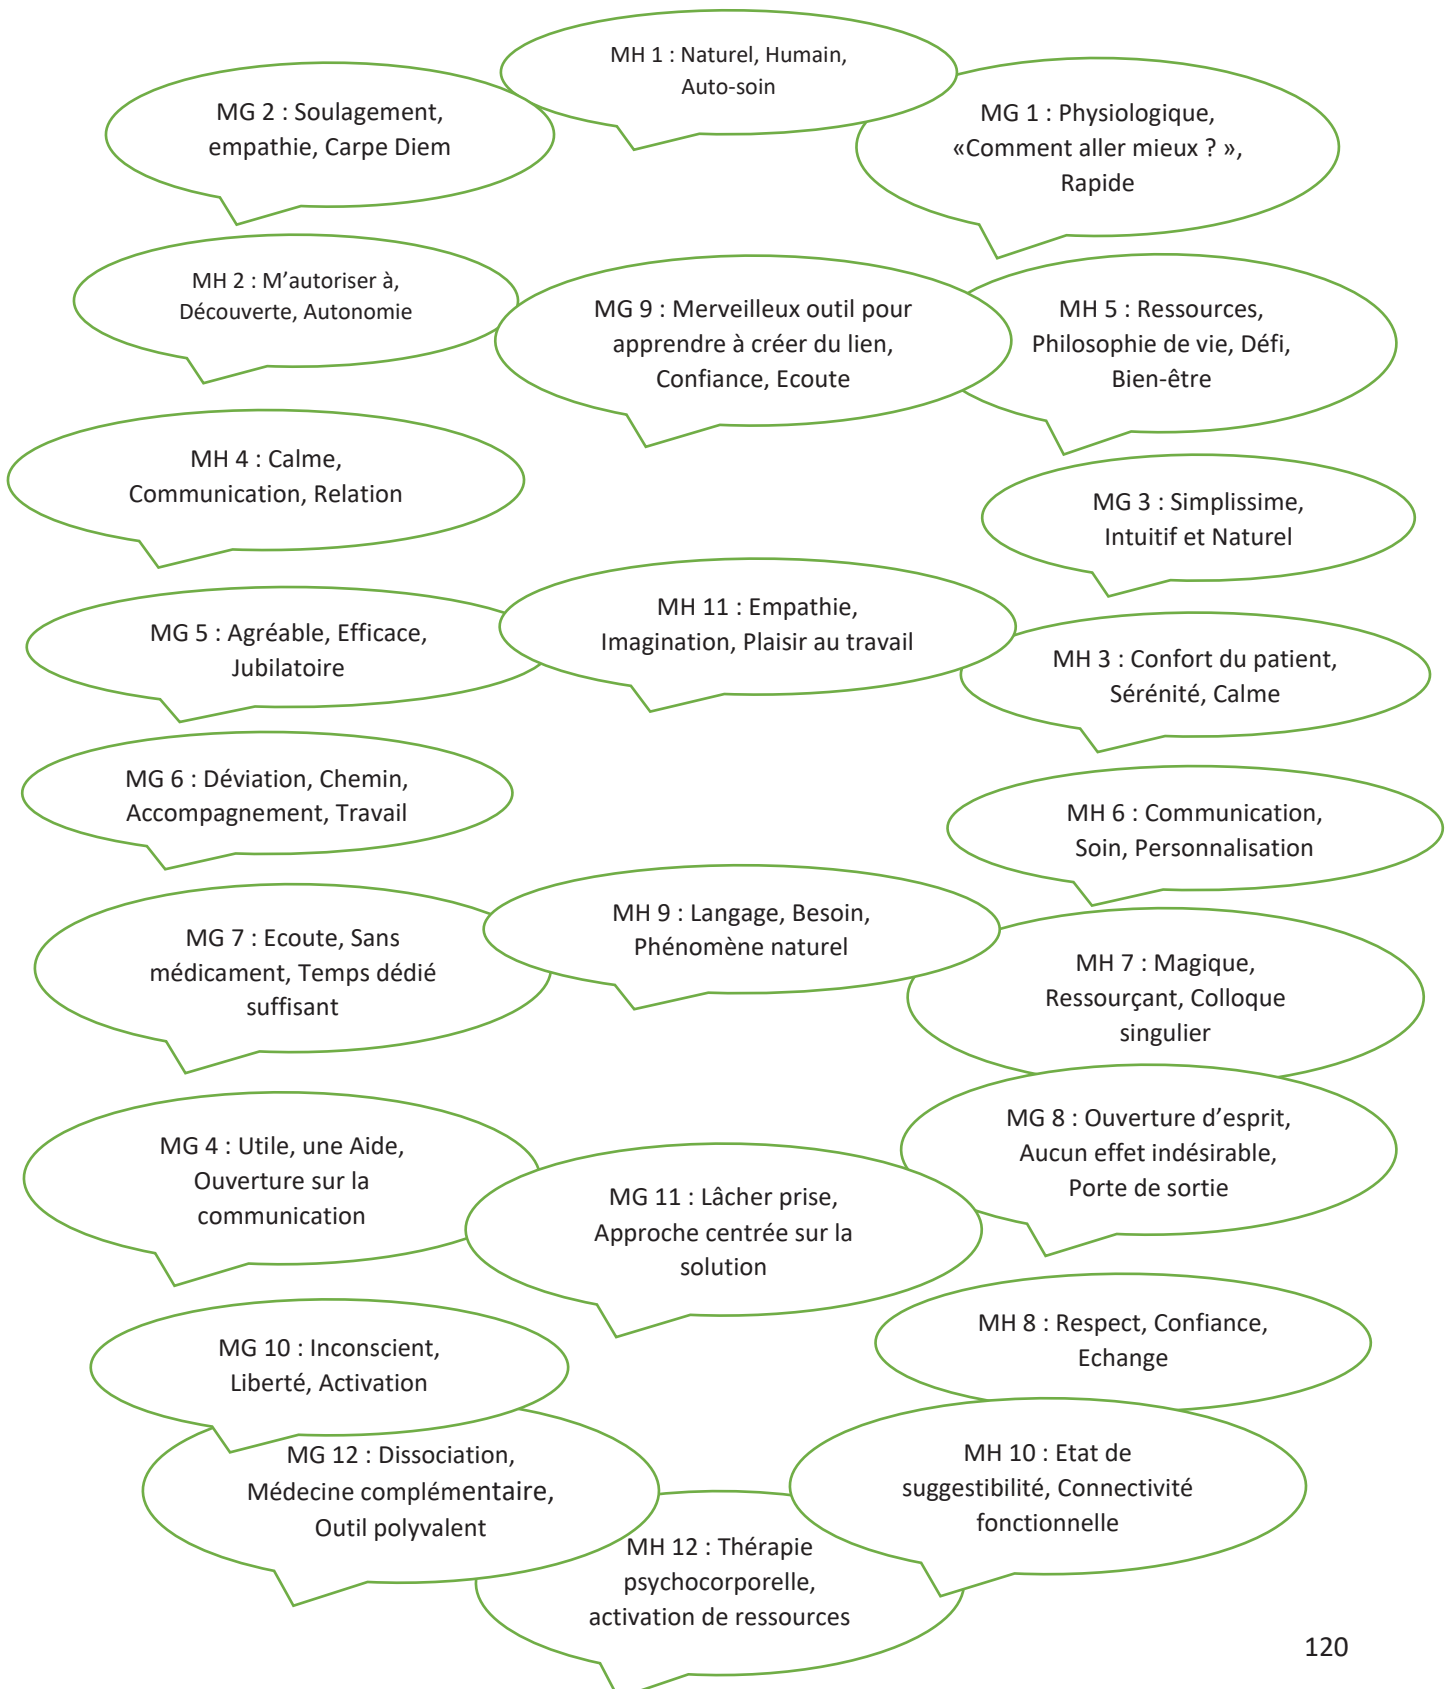 MH 1 : Naturel, Humain,
Auto-soin
MG 2 : Soulagement,
empathie, Carpe Diem
MG 1 : Physiologique,
«Comment aller mieux ? »,
Rapide
MH 2 : M’autoriser à,
Découverte, Autonomie
MG 9 : Merveilleux outil pour
apprendre à créer du lien,
Confiance, Ecoute
MH 5 : Ressources,
Philosophie de vie, Défi,
Bien-être
MH 4 : Calme,
Communication, Relation
MG 3 : Simplissime,
Intuitif et Naturel
MG 5 : Agréable, Efficace,
Jubilatoire
MH 11 : Empathie,
Imagination, Plaisir au travail
MH 3 : Confort du patient,
Sérénité, Calme
MG 6 : Déviation, Chemin,
Accompagnement, Travail
MH 6 : Communication,
Soin, Personnalisation
MG 7 : Ecoute, Sans
médicament, Temps dédié
suffisant
MH 9 : Langage, Besoin,
Phénomène naturel
MH 7 : Magique,
Ressourçant, Colloque
singulier
MG 4 : Utile, une Aide,
Ouverture sur la
communication
MG 11 : Lâcher prise,
Approche centrée sur la
solution
MG 8 : Ouverture d’esprit,
Aucun effet indésirable,
Porte de sortie
MG 10 : Inconscient,
Liberté, Activation
MH 8 : Respect, Confiance,
Echange
MG 12 : Dissociation,
Médecine complémentaire,
Outil polyvalent
MH 10 : Etat de
suggestibilité, Connectivité
fonctionnelle
MH 12 : Thérapie
psychocorporelle,
activation de ressources
120